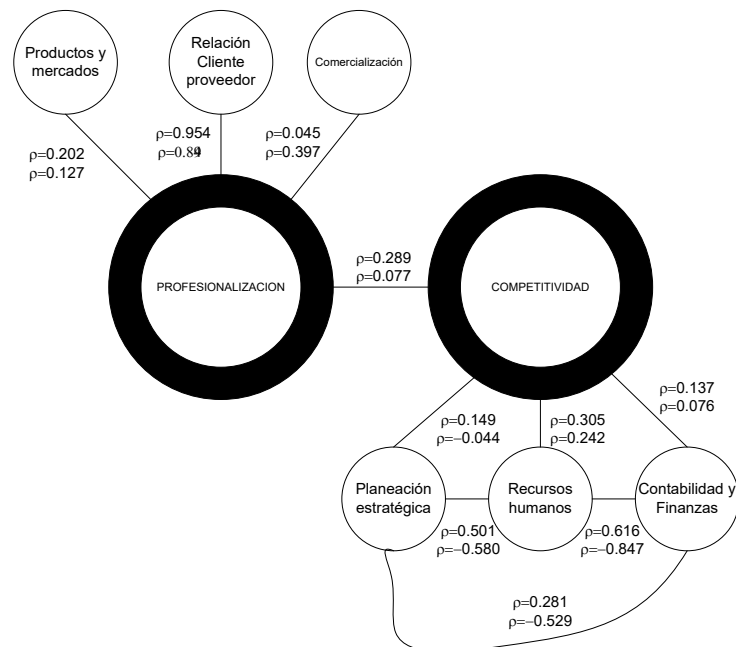 Productos y
mercados
Relación
Cliente
proveedor
Comercialización
ρ=0.202
ρ=0.127
ρ=0.954
ρ=0.045
ρ=0.397
PROFESIONALIZACION
ρ=0.289
ρ=0.077
COMPETITIVIDAD
ρ=0.149
ρ=−0.044
ρ=0.305
ρ=0.242
ρ=0.137
ρ=0.076
Planeación
estratégica
Recursos
humanos
Contabilidad y
Finanzas
ρ=0.501
ρ=−0.580
ρ=0.616
ρ=−0.847
ρ=0.281
ρ=−0.529